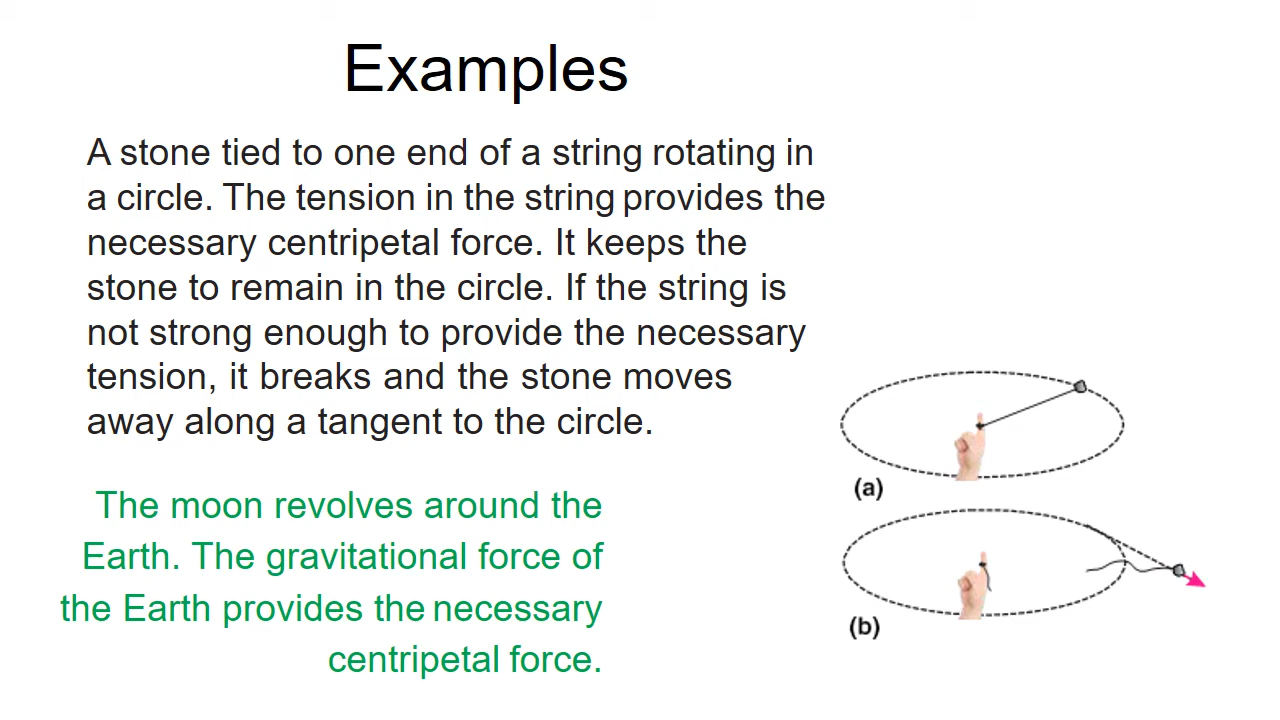 Examples
A stone tied to one end of a string rotating in
a circle. The tension in the string provides the
necessary centripetal force. It keeps the
stone to remain in the circle. If the string is
not strong enough to provide the necessary
tension, it breaks and the stone moves
away along a tangent to the circle.
The moon revolves around the
Earth. The gravitational force of
the Earth provides the necessary
centripetal force.
(a)
(b)